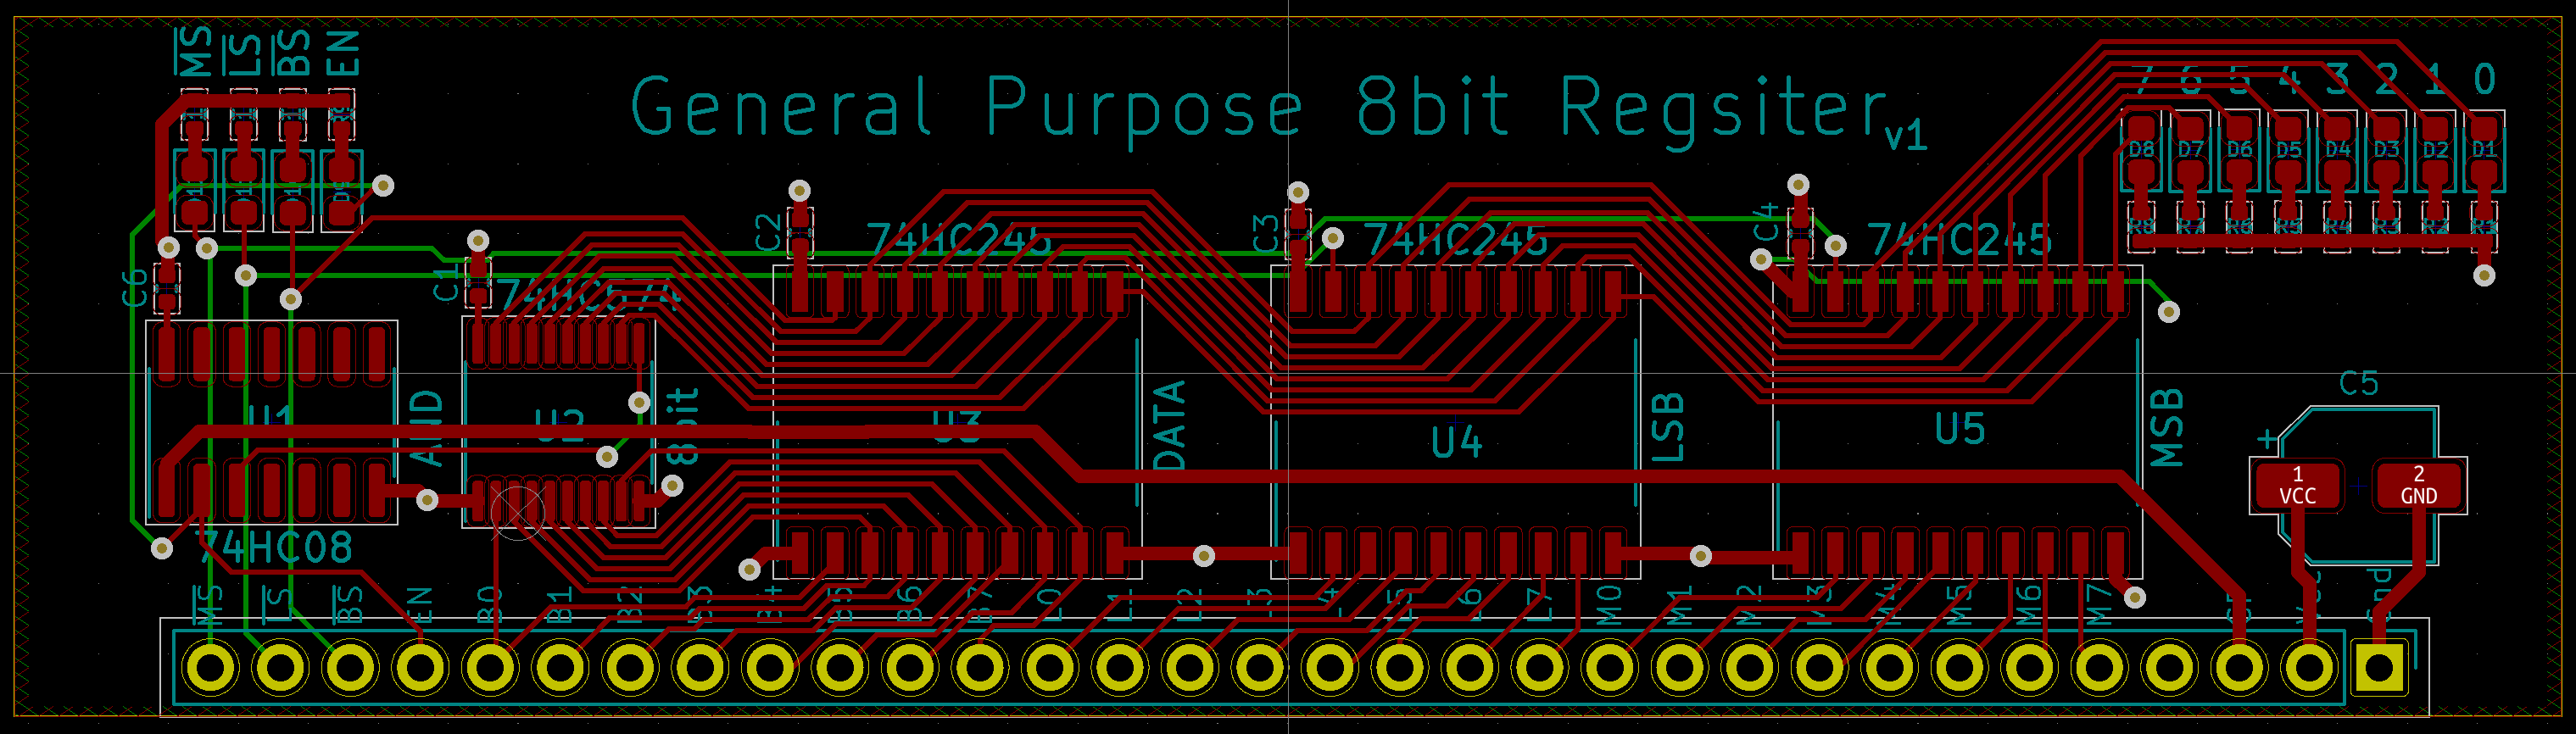 MS LS BS EN
General Purpose 8bit Regsiter v1
7 6 5 4 3 2 1 0
D8 D7 D6 D5 D4 D3 D2 D1
R8 R7 R6 R5 R4 R3 R2 R1
C6 C1 C2 C3 C4
74HC574 74HC245 74HC245 74HC245
C5
U1 AND U2 8bit U3 DATA U4 LSB U5 MSB
+
1 2
VCC GND
74HC08
MS LS BS EN B0 B1 B2 B3 B4 B5 B6 B7 L0 L1 L2 L3 L4 L5 L6 L7 M0 M1 M2 M3 M4 M5 M6 M7